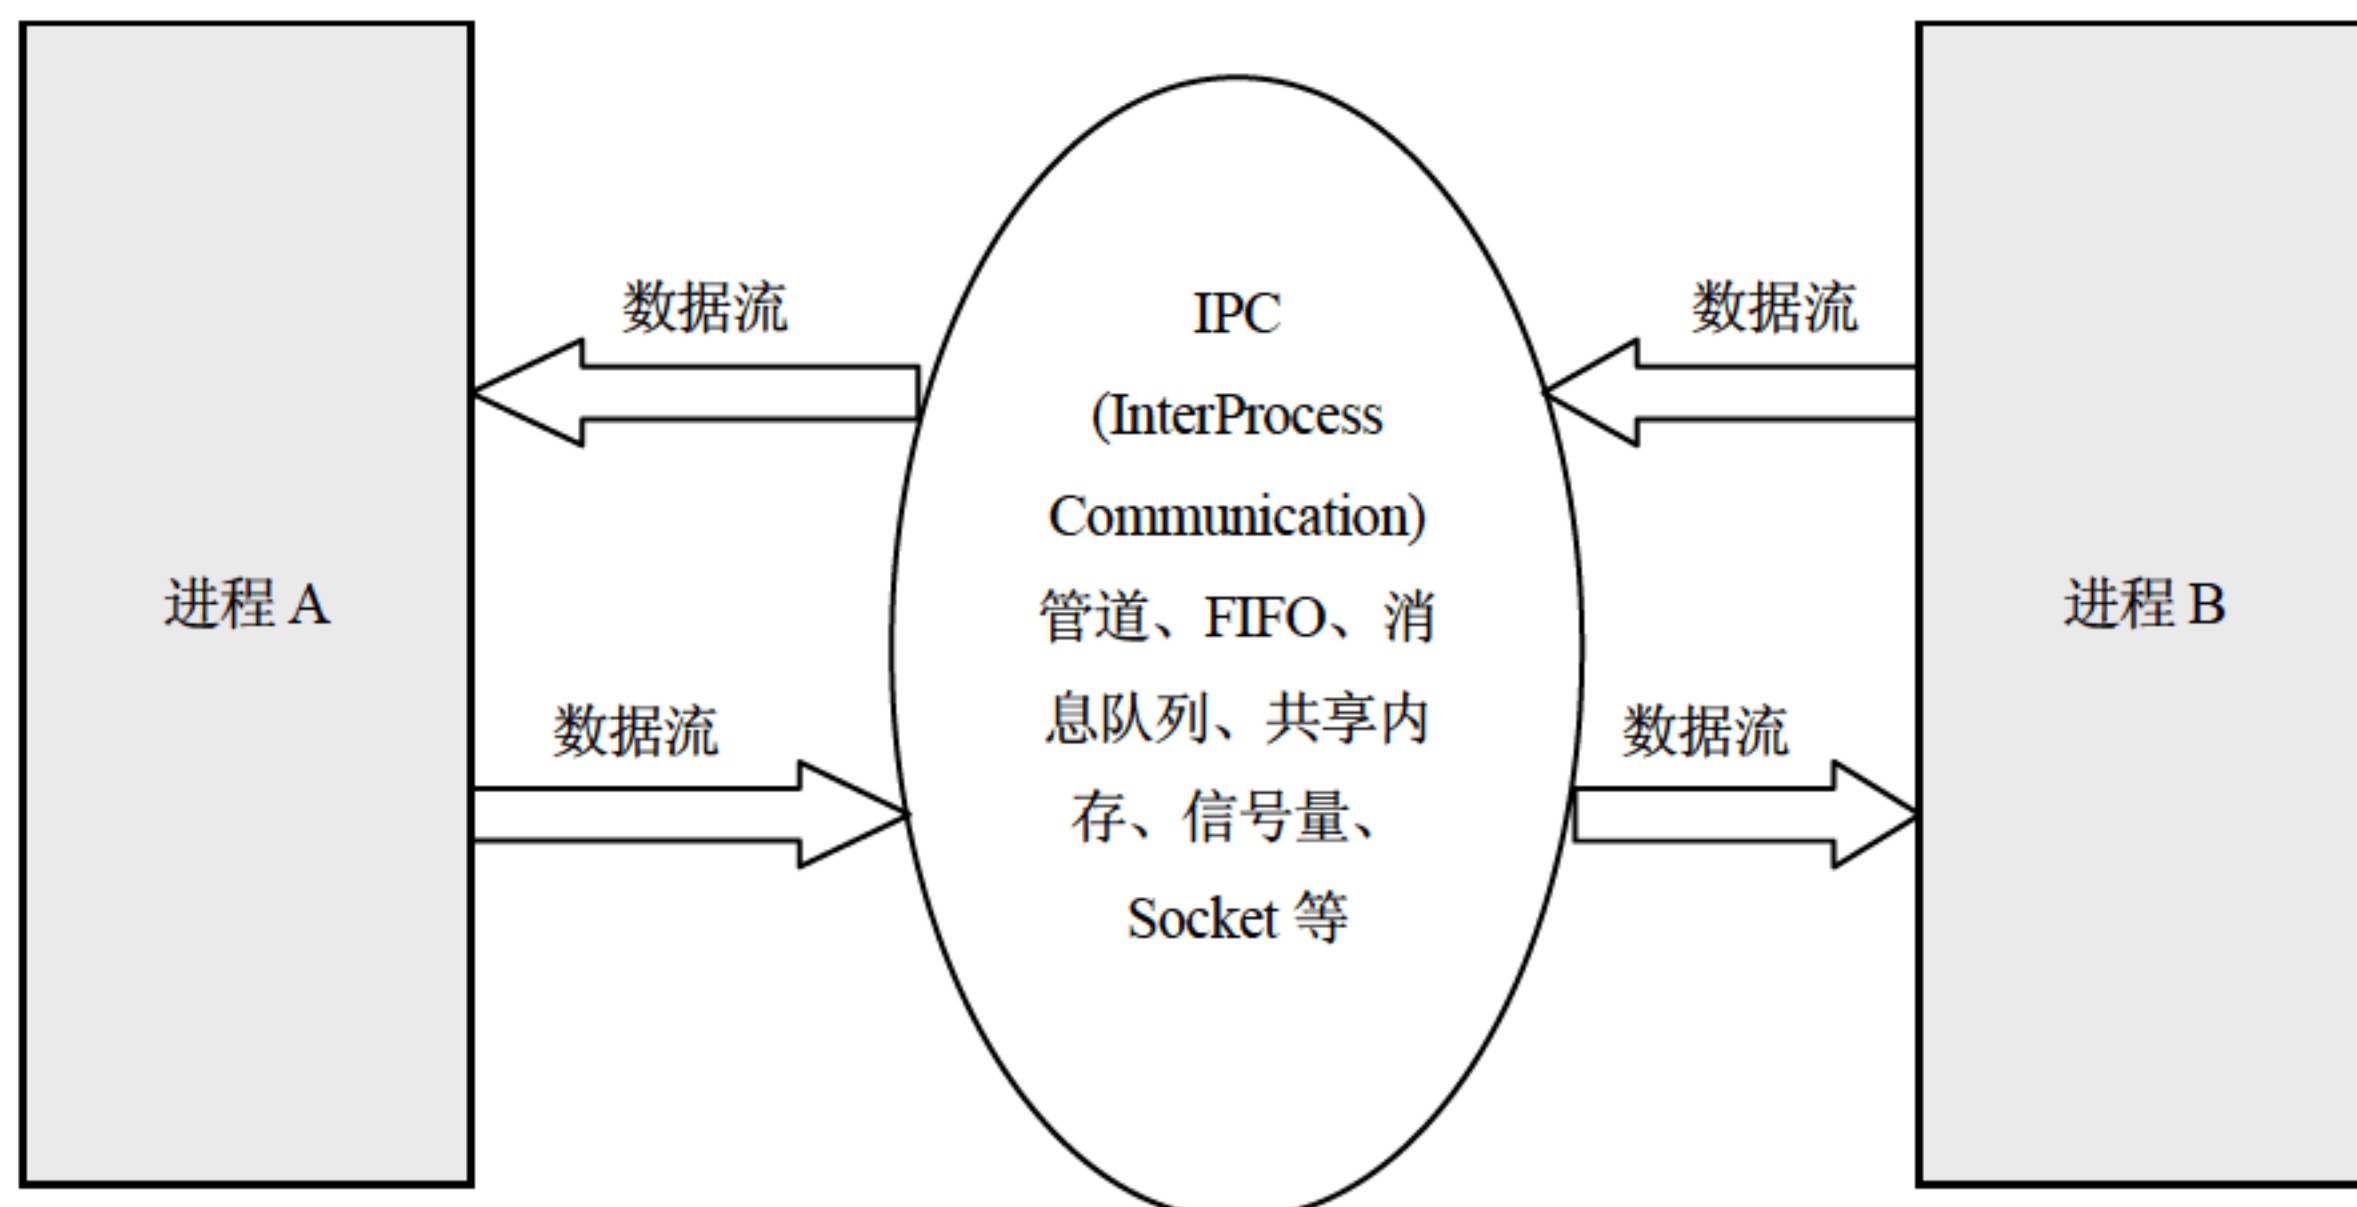 数据流
数据流
IPC
(InterProcess
Communication)
管道、FIFO、消
息队列、共享内
存、信号量、
Socket 等
进程 A
进程 B
数据流
数据流